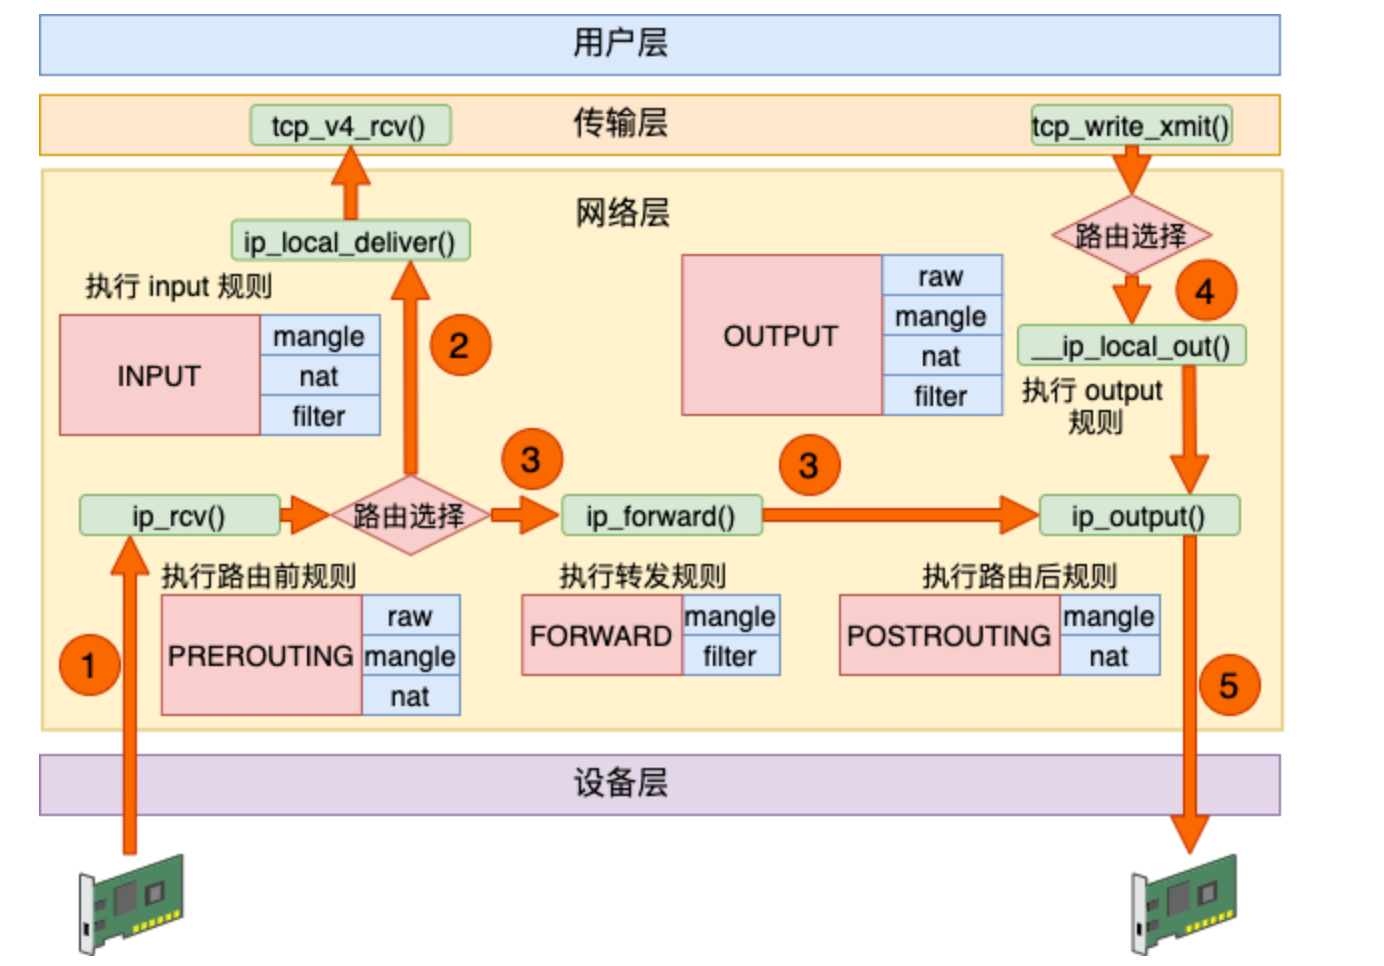 用户层
tcp_v4_rcv()
传输层
tcp_write_xmit()
网络层
路由选择
ip_local_deliver()
4
执行 input 规则
INPUT
mangle
nat
filter
2
OUTPUT
raw
mangle
nat
filter
__ip_local_out()
执行 output
规则
3
3
ip_rcv()
路由选择
ip_forward()
ip_output()
执行路由前规则
执行转发规则
执行路由后规则
1
PREROUTING
raw
mangle
nat
FORWARD
mangle
filter
POSTROUTING
mangle
nat
5
设备层